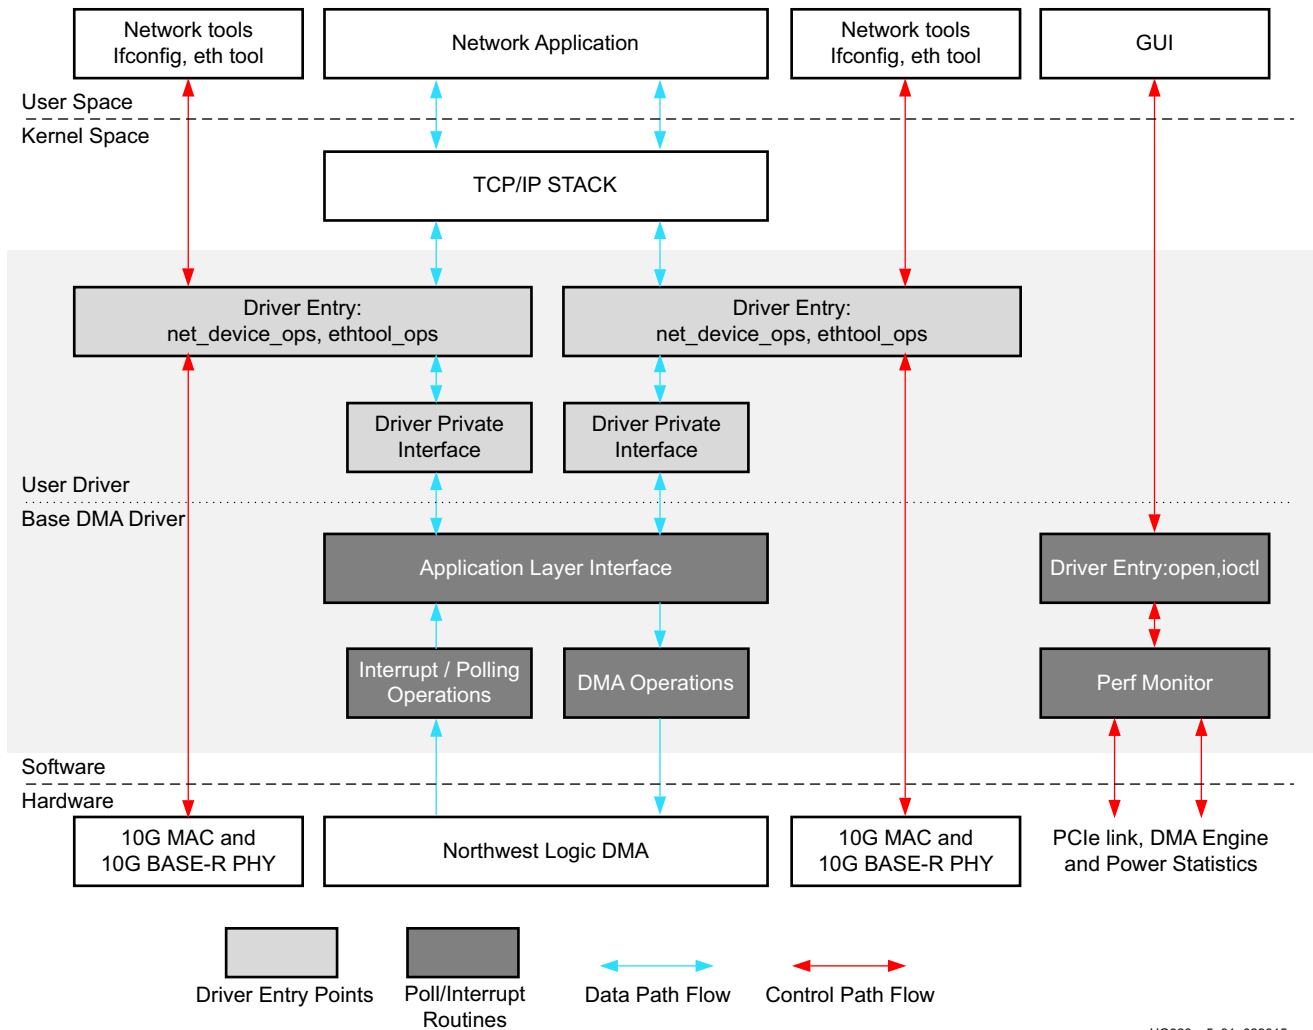 Network tools
Ifconfig, eth tool
Network Application
Network tools
Ifconfig, eth tool
GUI
User Space
Kernel Space
TCP/IP STACK
Driver Entry:
net_device_ops, ethtool_ops
Driver Entry:
net_device_ops, ethtool_ops
Driver Private
Interface
Driver Private
Interface
User Driver
Base DMA Driver
Application Layer Interface
Driver Entry:open,ioctl
Interrupt / Polling
Operations
DMA Operations
Perf Monitor
Software
Hardware
10G MAC and
10G BASE-R PHY
Northwest Logic DMA
10G MAC and
10G BASE-R PHY
PCIe link, DMA Engine
and Power Statistics
Driver Entry Points
Poll/Interrupt
Routines
Data Path Flow
Control Path Flow